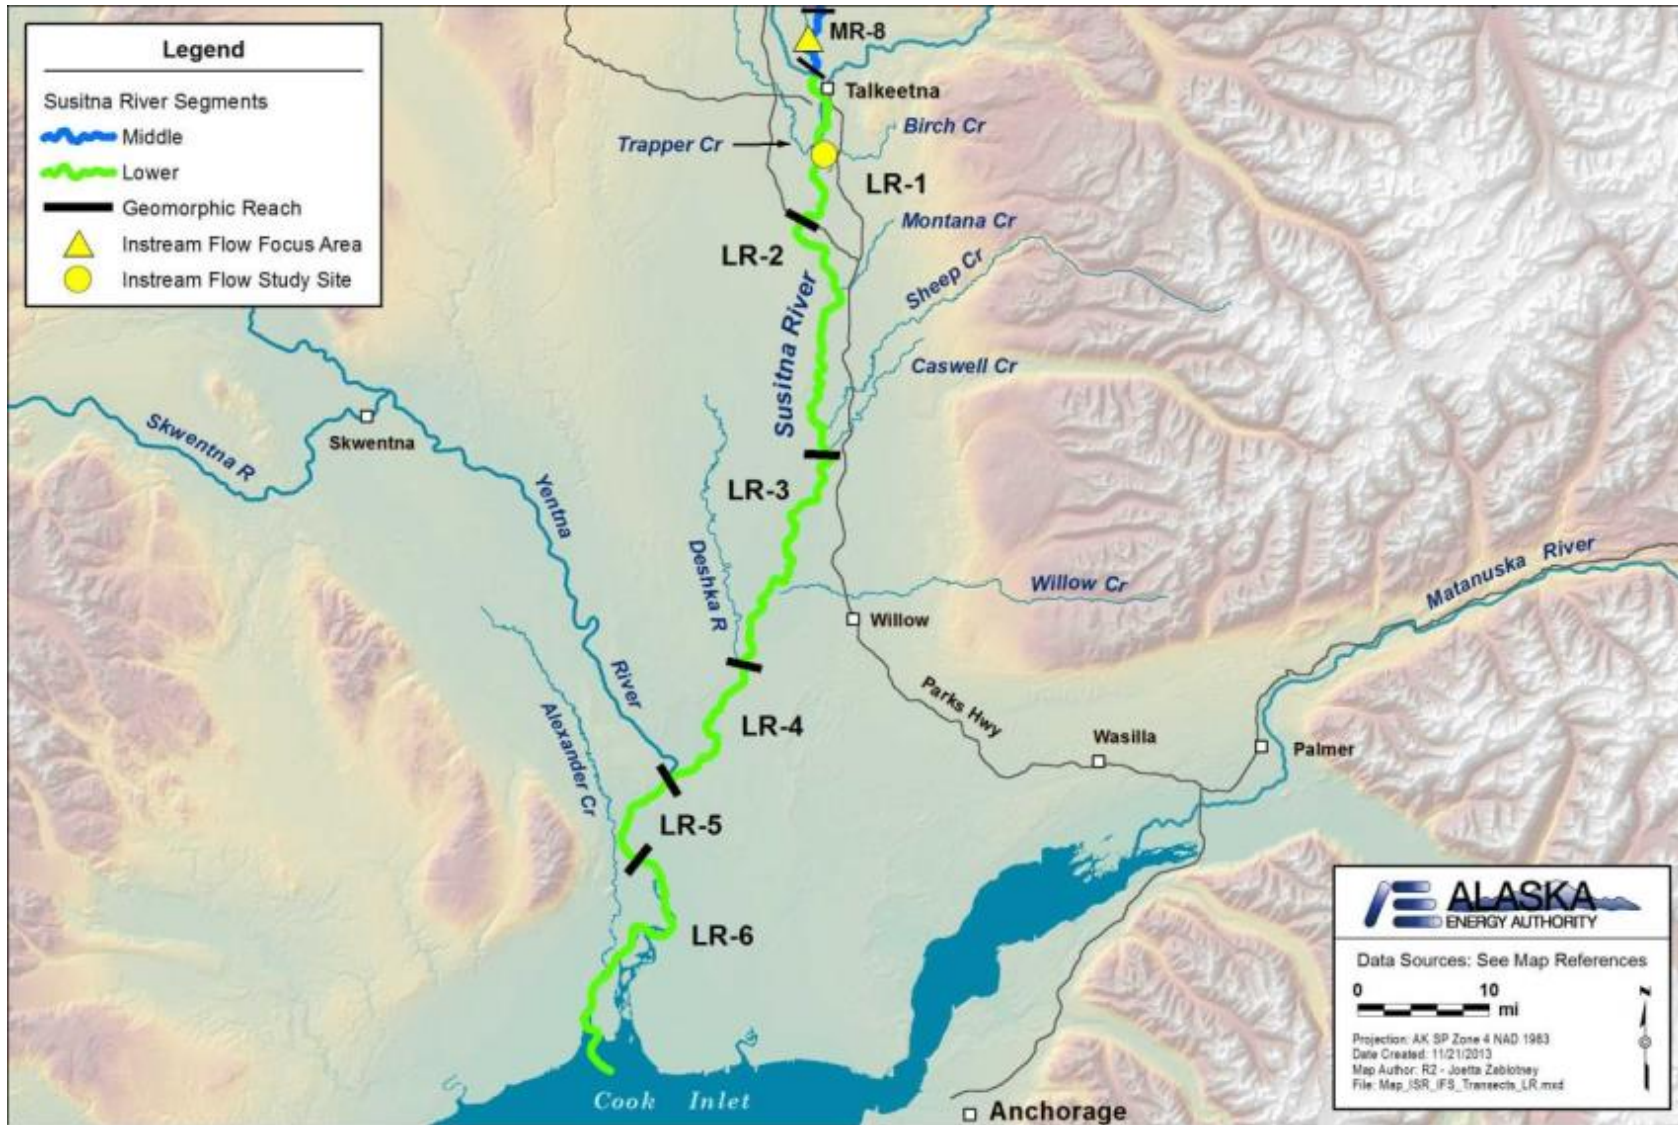 Legend
Susitna River Segments
Middle
Lower
Geomorphic Reach
Instream Flow Focus Area
Instream Flow Study Site
MR-8
Talkeetna
Birch Cr
Trapper Cr
LR-1
Montana Cr
LR-2
Sheep Cr
Susitna River
Caswell Cr
Skwentna R
Skwentna
Yentna
River
LR-3
Deshka R
Willow Cr
Matanuska River
Willow
Parks Hwy
Alexander Cr
LR-4
Wasilla
Palmer
LR-5
LR-6
Cook Inlet
Anchorage
ALASKA
ENERGY AUTHORITY
Data Sources: See Map References
0 10
mi
N
Projection: AK SP Zone 4 NAD 1983
Date Created: 11/21/2013
Map Author: R2 - Joetta Zablotney
File: Map_ISR_IFS_Transects_LR.mxd